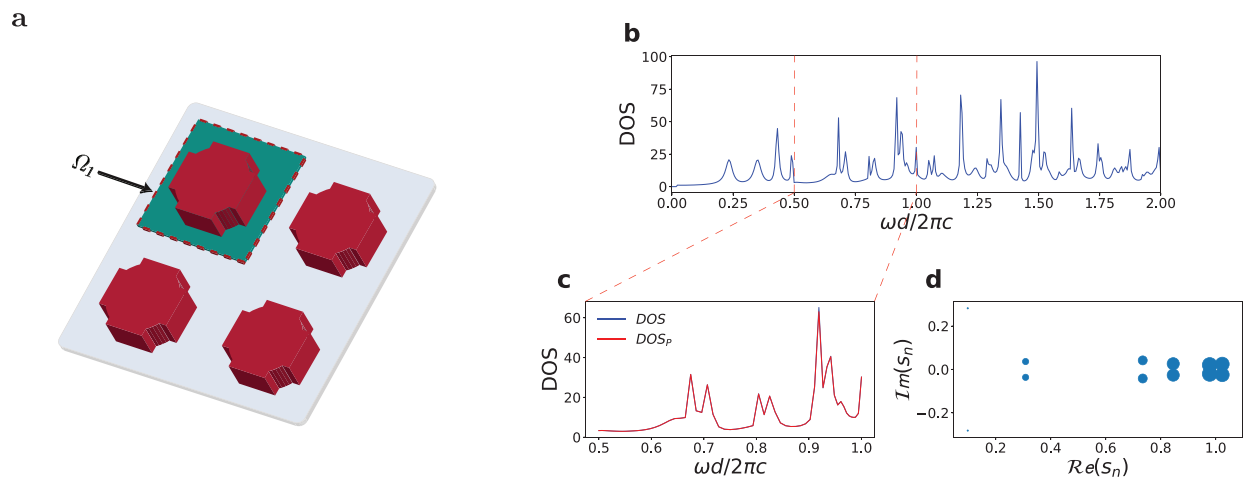 a
Ω₁
b
DOS
100
75
50
25
0
0.00 0.25 0.50 0.75 1.00 1.25 1.50 1.75 2.00
ωd/2πc
c
DOS
60
40
20
0
DOS
DOS_P
0.5 0.6 0.7 0.8 0.9 1.0
ωd/2πc
d
ℐm(sₙ)
0.2
0.0
−0.2
0.2 0.4 0.6 0.8 1.0
ℛe(sₙ)